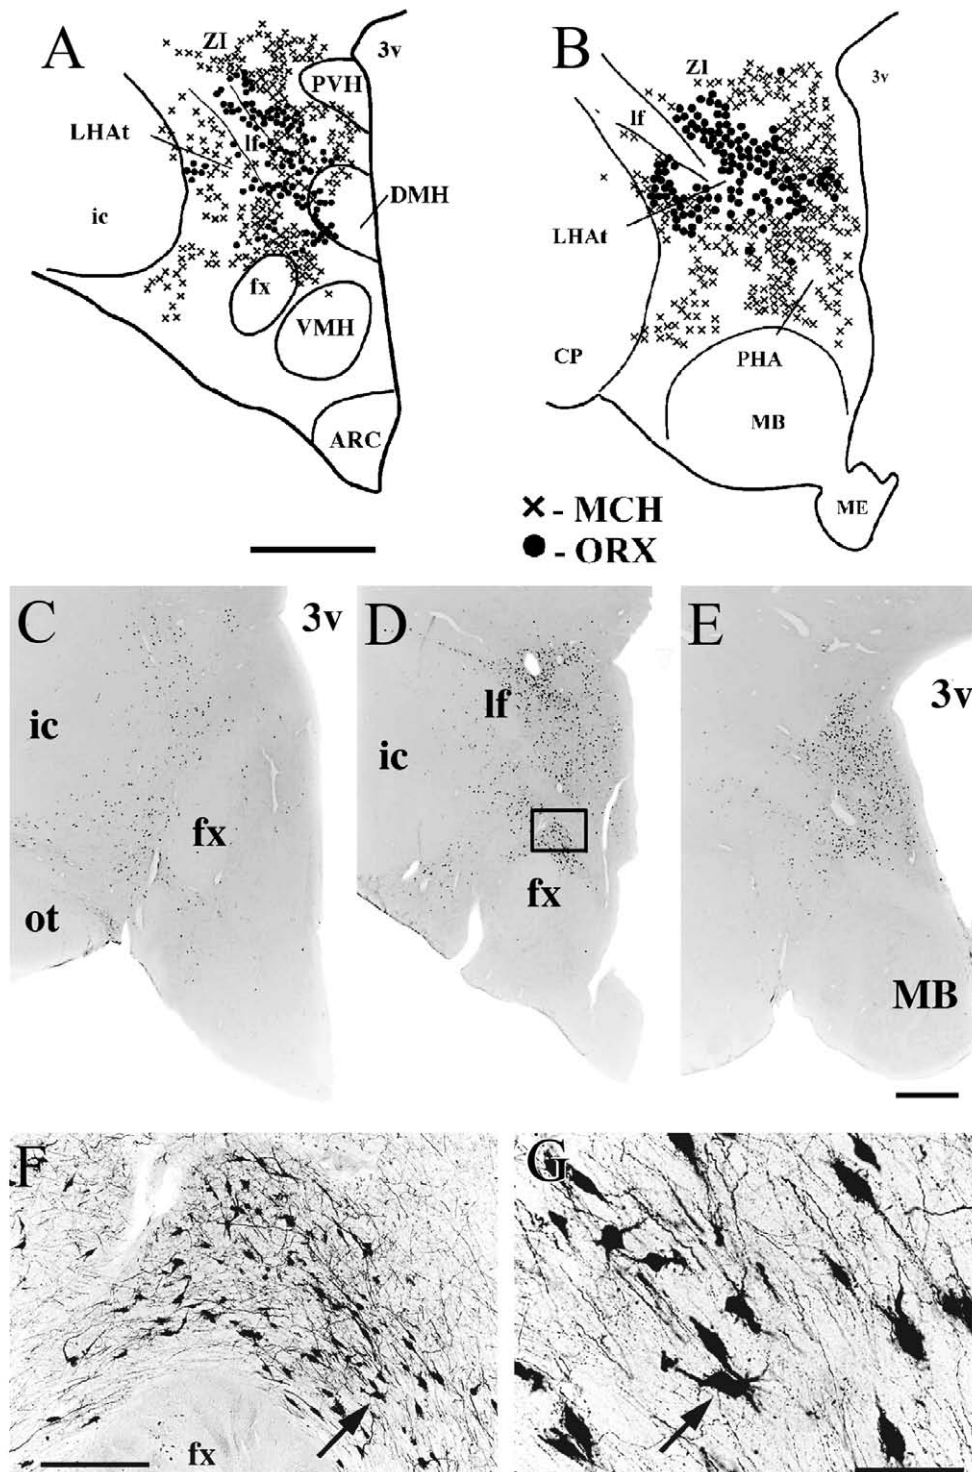 A
ZI
3v
PVH
LHAt
lf
DMH
ic
fx
VMH
ARC
B
ZI
3v
lf
LHAt
CP
PHA
MB
ME
× - MCH
● - ORX
C
3v
ic
fx
ot
D
lf
ic
fx
E
3v
MB
F
fx
G